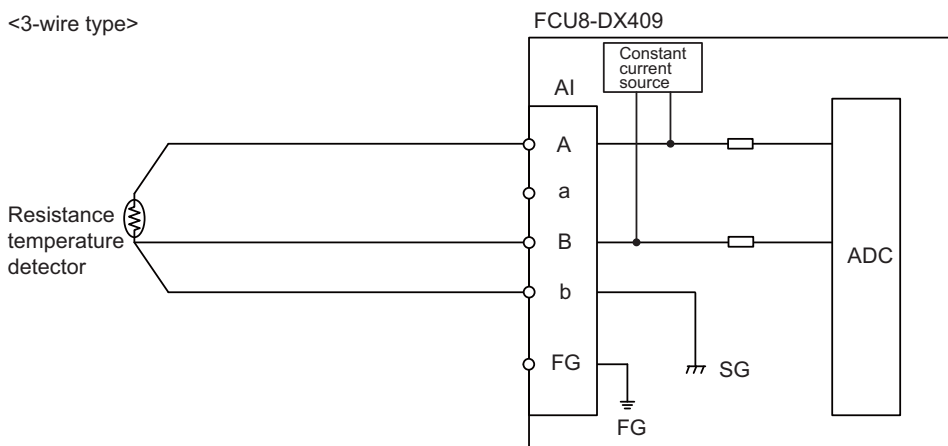 <3-wire type>
FCU8-DX409
Constant
current
source
AI
A
a
Resistance
temperature
detector
B
ADC
b
FG
SG
FG